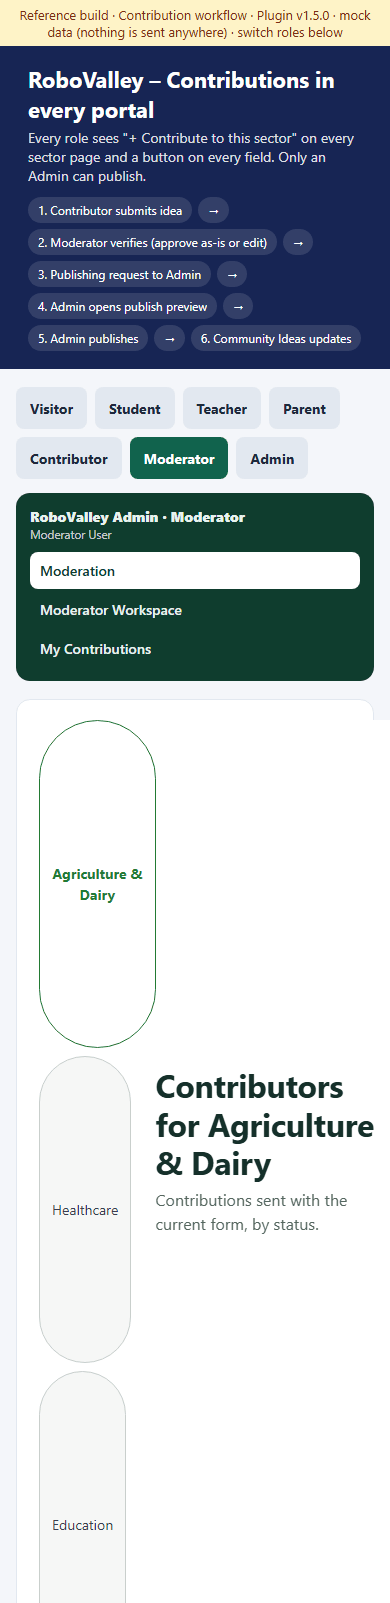 Reference build · Contribution workflow · Plugin v1.5.0 · mock
data (nothing is sent anywhere) · switch roles below
RoboValley – Contributions in
every portal
Every role sees "+ Contribute to this sector" on every
sector page and a button on every field. Only an
Admin can publish.
1. Contributor submits idea →
2. Moderator verifies (approve as-is or edit) →
3. Publishing request to Admin →
4. Admin opens publish preview →
5. Admin publishes → 6. Community Ideas updates
Visitor Student Teacher Parent
Contributor Moderator Admin
RoboValley Admin · Moderator
Moderator User
Moderation
Moderator Workspace
My Contributions
Agriculture &
Dairy
Healthcare
Contributors
for Agriculture
& Dairy
Contributions sent with the
current form, by status.
Education